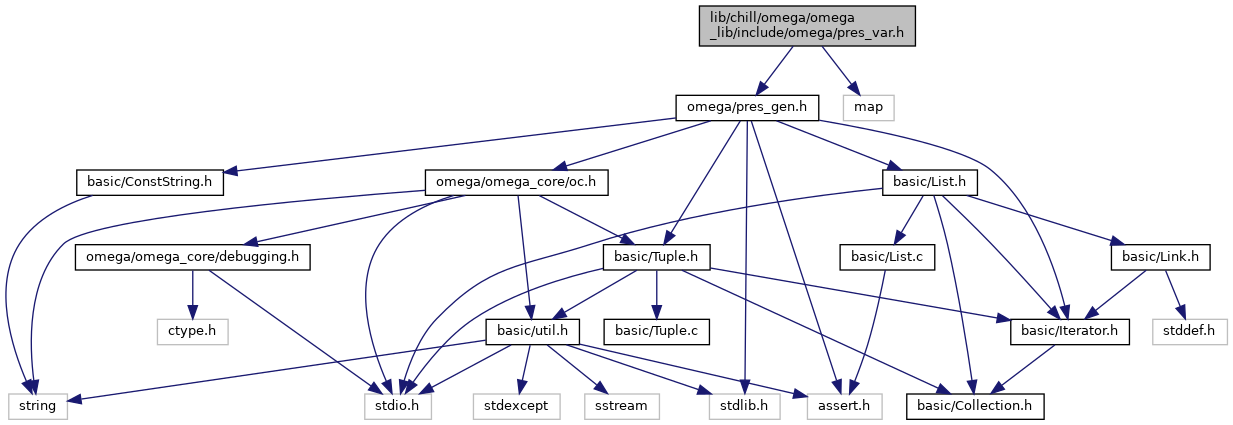 lib/chill/omega/omega
_lib/include/omega/pres_var.h
omega/pres_gen.h
map
basic/ConstString.h
omega/omega_core/oc.h
basic/List.h
omega/omega_core/debugging.h
basic/Tuple.h
basic/List.c
basic/Link.h
ctype.h
basic/util.h
basic/Tuple.c
basic/Iterator.h
stddef.h
string
stdio.h
stdexcept
sstream
stdlib.h
assert.h
basic/Collection.h